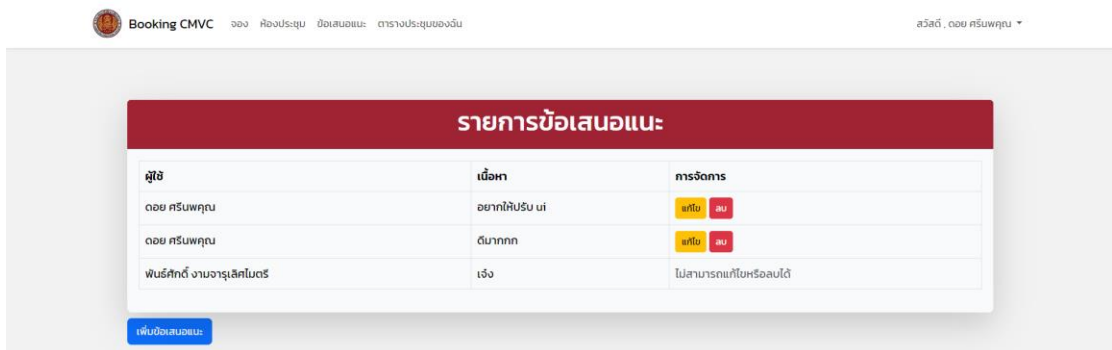 Booking CMVC จอง ห้องประชุม ข้อเสนอแนะ ตารางประชุมของฉัน สวัสดี , ดอย ศรีนพคุณ
รายการข้อเสนอแนะ
ผู้ใช้ เนื้อหา การจัดการ
ดอย ศรีนพคุณ อยากให้ปรับ ui แก้ไข ลบ
ดอย ศรีนพคุณ ดีมากกก แก้ไข ลบ
พันธ์ศักดิ์ งามจารุเลิศไมตรี เจ๋ง ไม่สามารถแก้ไขหรือลบได้
เพิ่มข้อเสนอแนะ